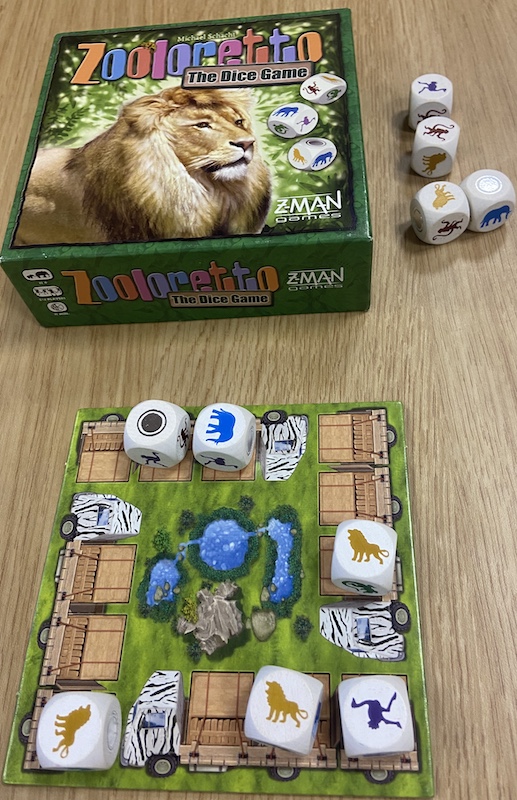 Michael Schacht
Zooloretto
The Dice Game
Z-MAN
games
Zooloretto
The Dice Game
Z-MAN
games